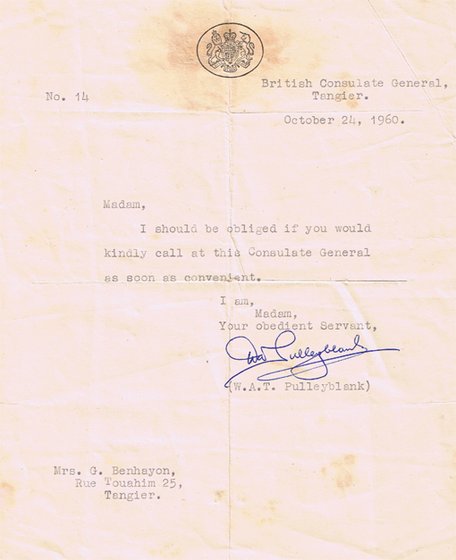 British Consulate General,
No. 14
Tangier.
October 24, 1960.
Madam,
I should be obliged if you would
kindly call at this Consulate General
as soon as convenient.
I am,
Madam,
Your obedient Servant,
WAT Pulleyblank
(W.A.T. Pulleyblank)
Mrs. G. Benhayon,
Rue Touahim 25,
Tangier.